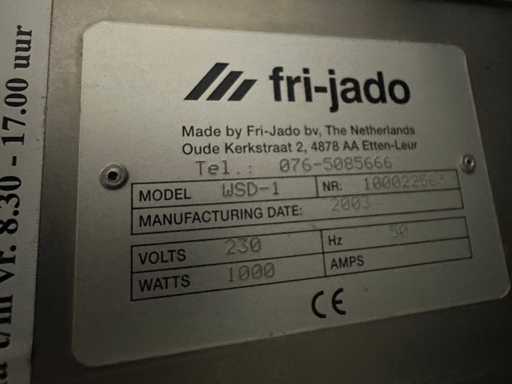 fri-jado
Made by Fri-Jado bv, The Netherlands
Oude Kerkstraat 2, 4878 AA Etten-Leur
Tel.: 076-5085666
MODEL WSD-1 NR:
MANUFACTURING DATE: 2003
VOLTS 230 Hz 50
WATTS 1000 AMPS
CE
t/m vr. 8.30 - 17.00 uur